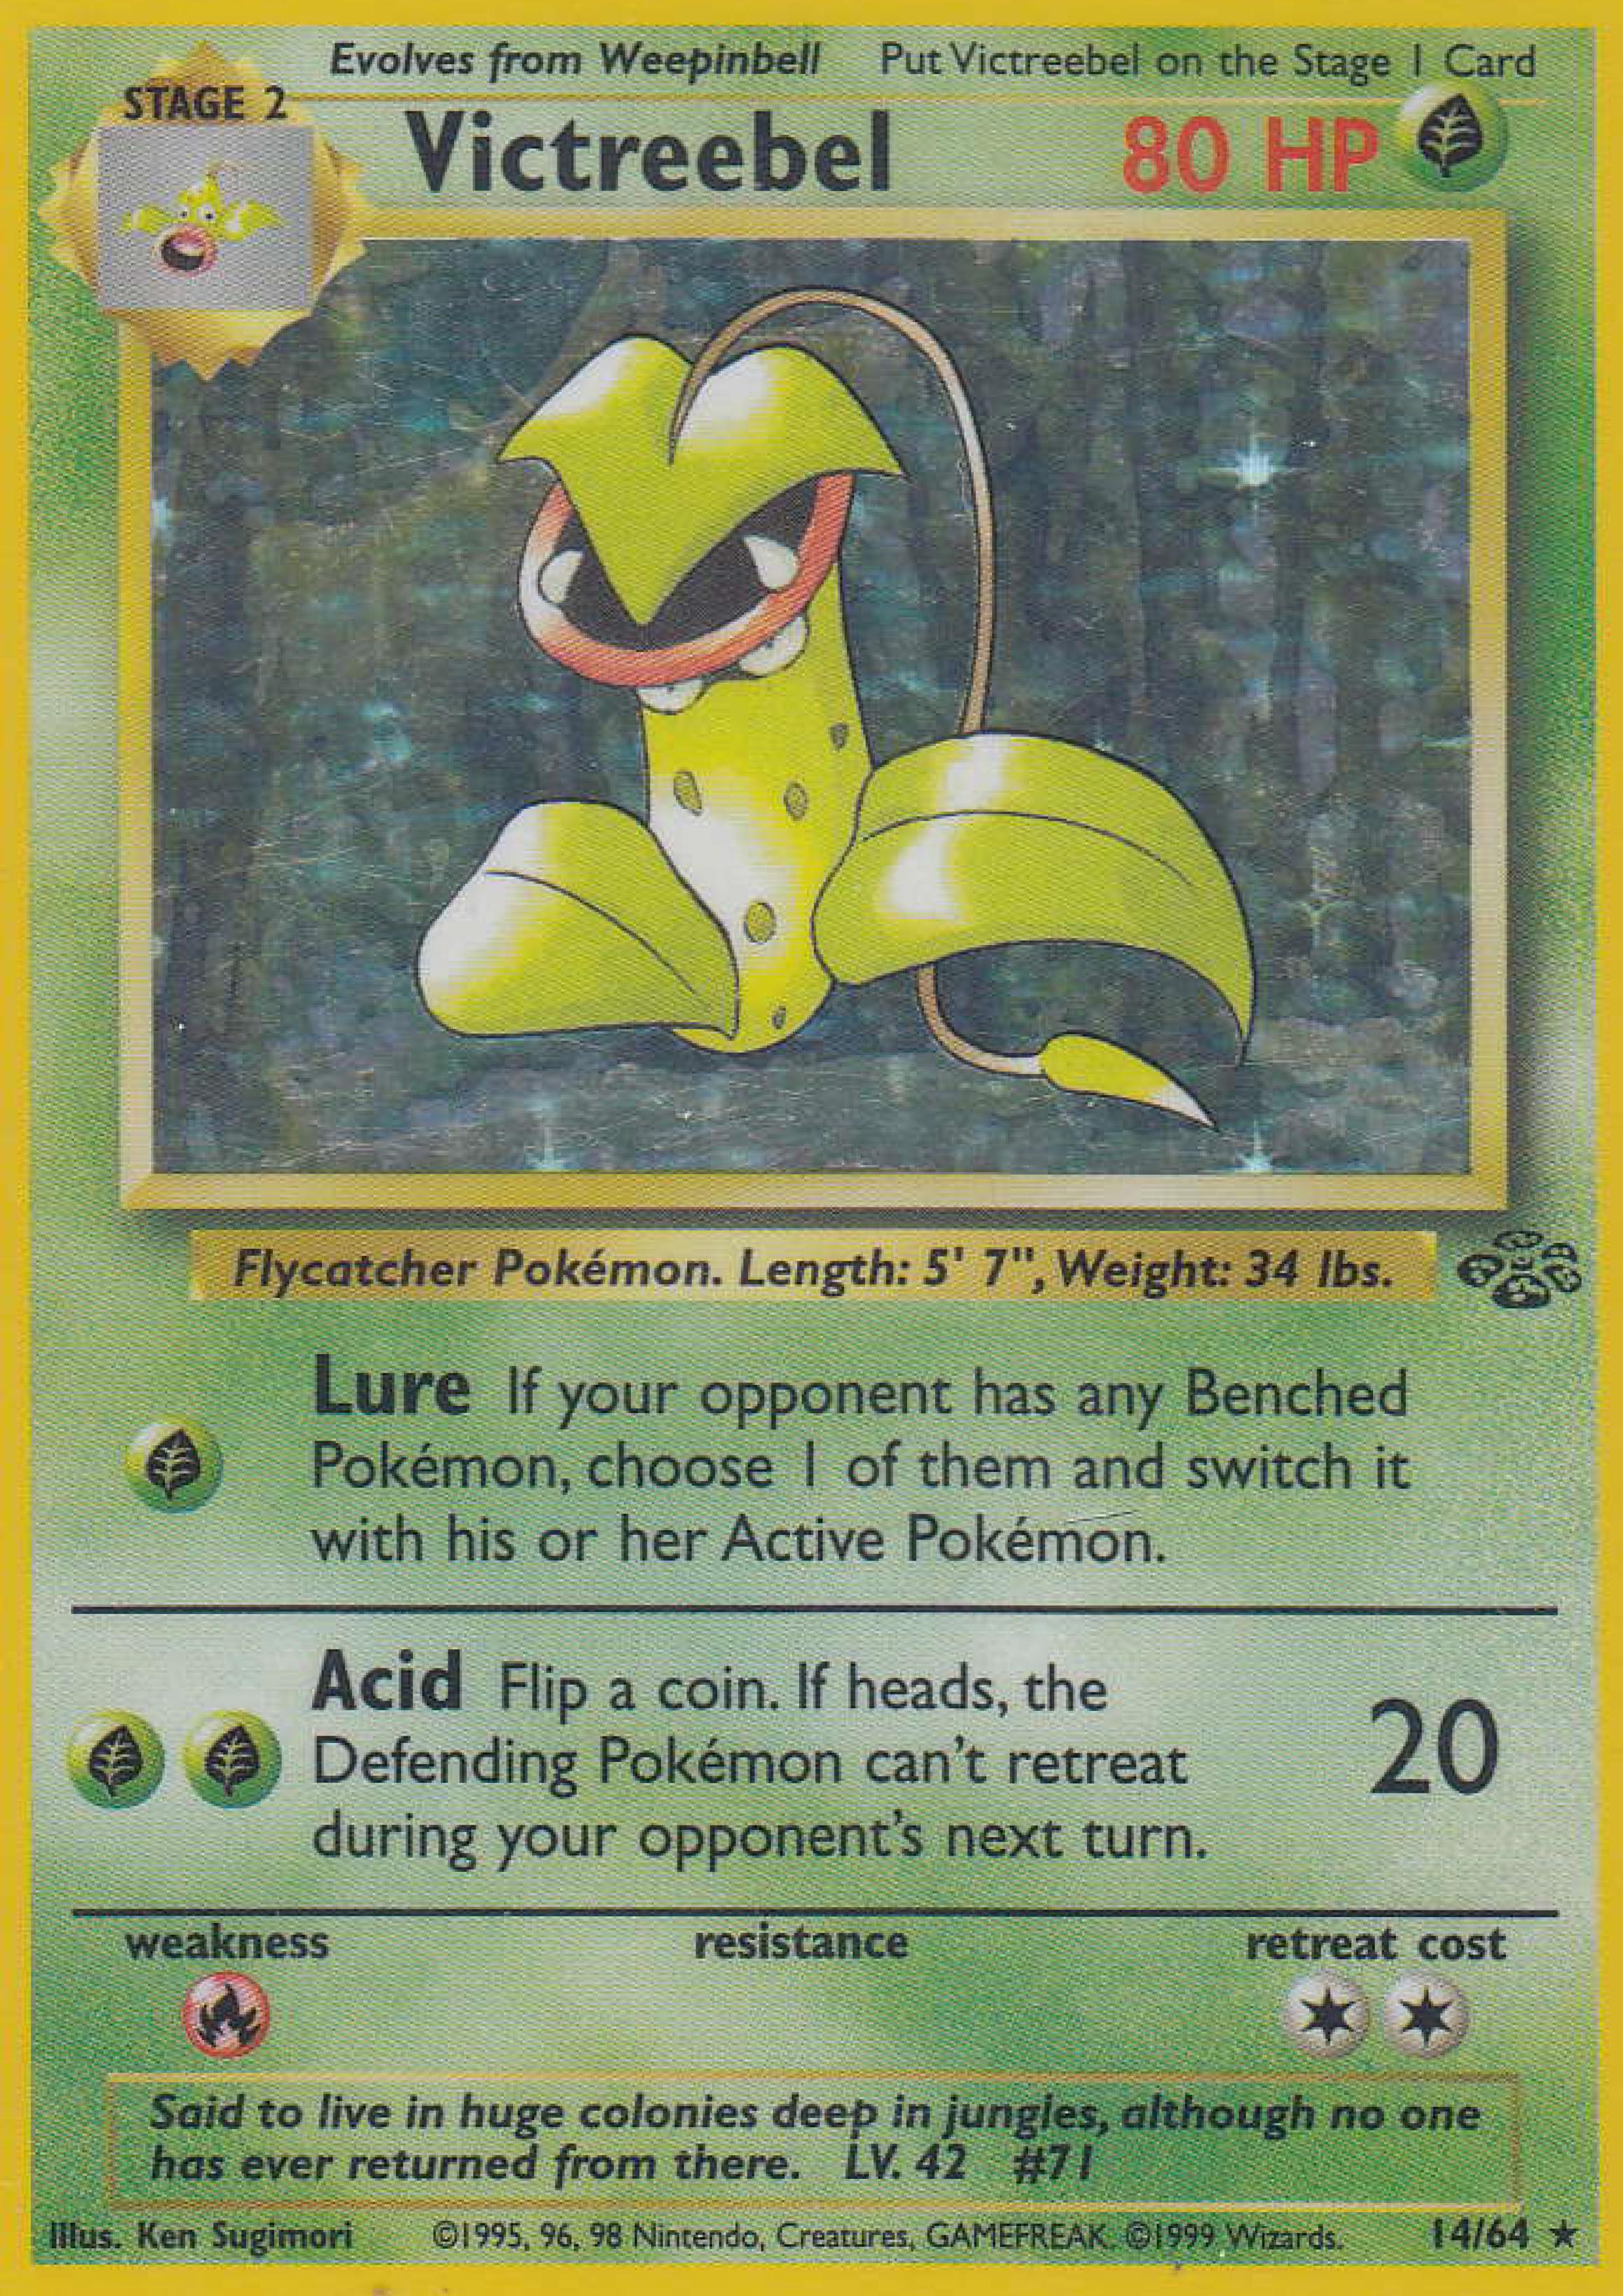 Evolves from Weepinbell Put Victreebel on the Stage 1 Card
STAGE 2
Victreebel 80 HP
Flycatcher Pokémon. Length: 5' 7", Weight: 34 lbs.
Lure If your opponent has any Benched
Pokémon, choose 1 of them and switch it
with his or her Active Pokémon.
Acid Flip a coin. If heads, the
Defending Pokémon can't retreat
during your opponent's next turn.
20
weakness resistance retreat cost
Said to live in huge colonies deep in jungles, although no one
has ever returned from there. LV. 42 #71
Illus. Ken Sugimori ©1995, 96, 98 Nintendo, Creatures, GAMEFREAK. ©1999 Wizards. 14/64 ★